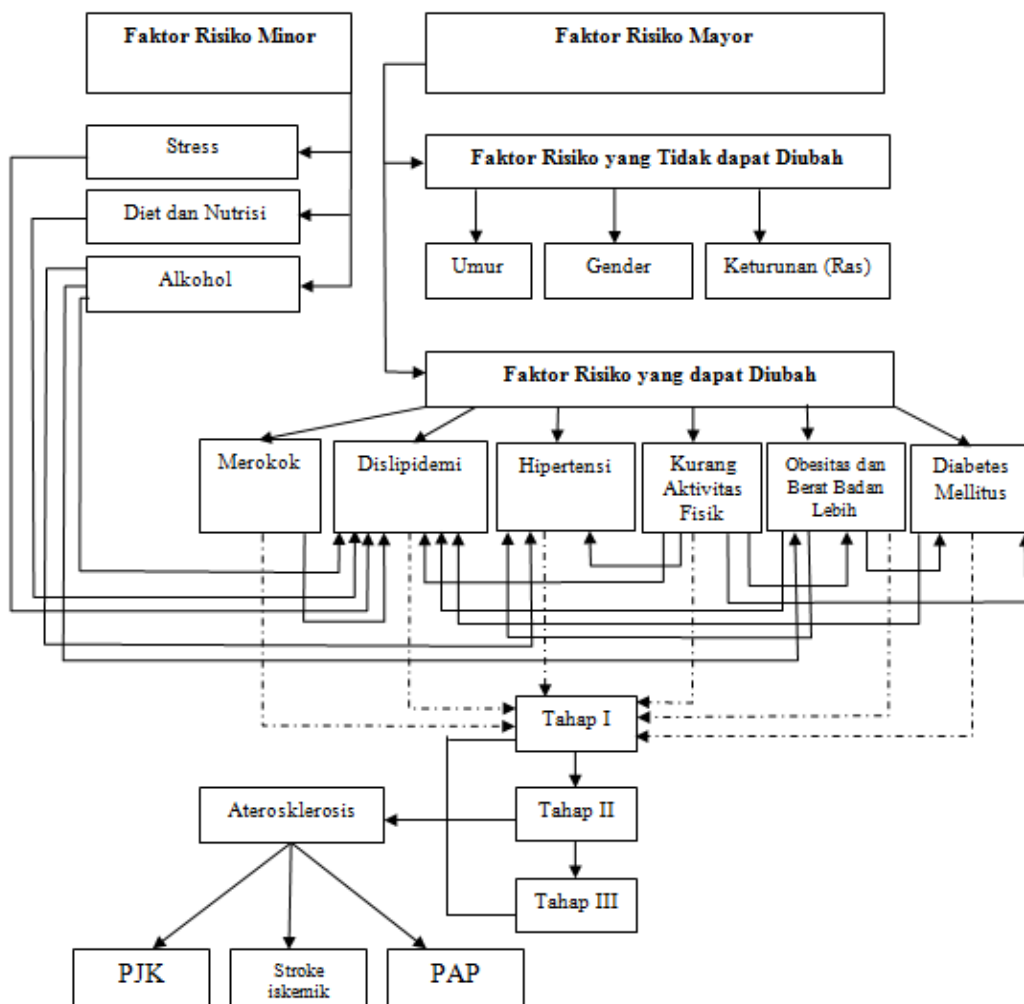 Faktor Risiko Minor
Faktor Risiko Mayor
Stress
Faktor Risiko yang Tidak dapat Diubah
Diet dan Nutrisi
Umur
Gender
Keturunan (Ras)
Alkohol
Faktor Risiko yang dapat Diubah
Merokok
Dislipidemi
Hipertensi
Kurang
Aktivitas
Fisik
Obesitas dan
Berat Badan
Lebih
Diabetes
Mellitus
Tahap I
Aterosklerosis
Tahap II
Tahap III
PJK
Stroke
iskemik
PAP